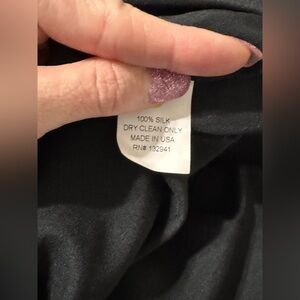 100% SILK
DRY CLEAN ONLY
MADE IN USA
RN# 132941